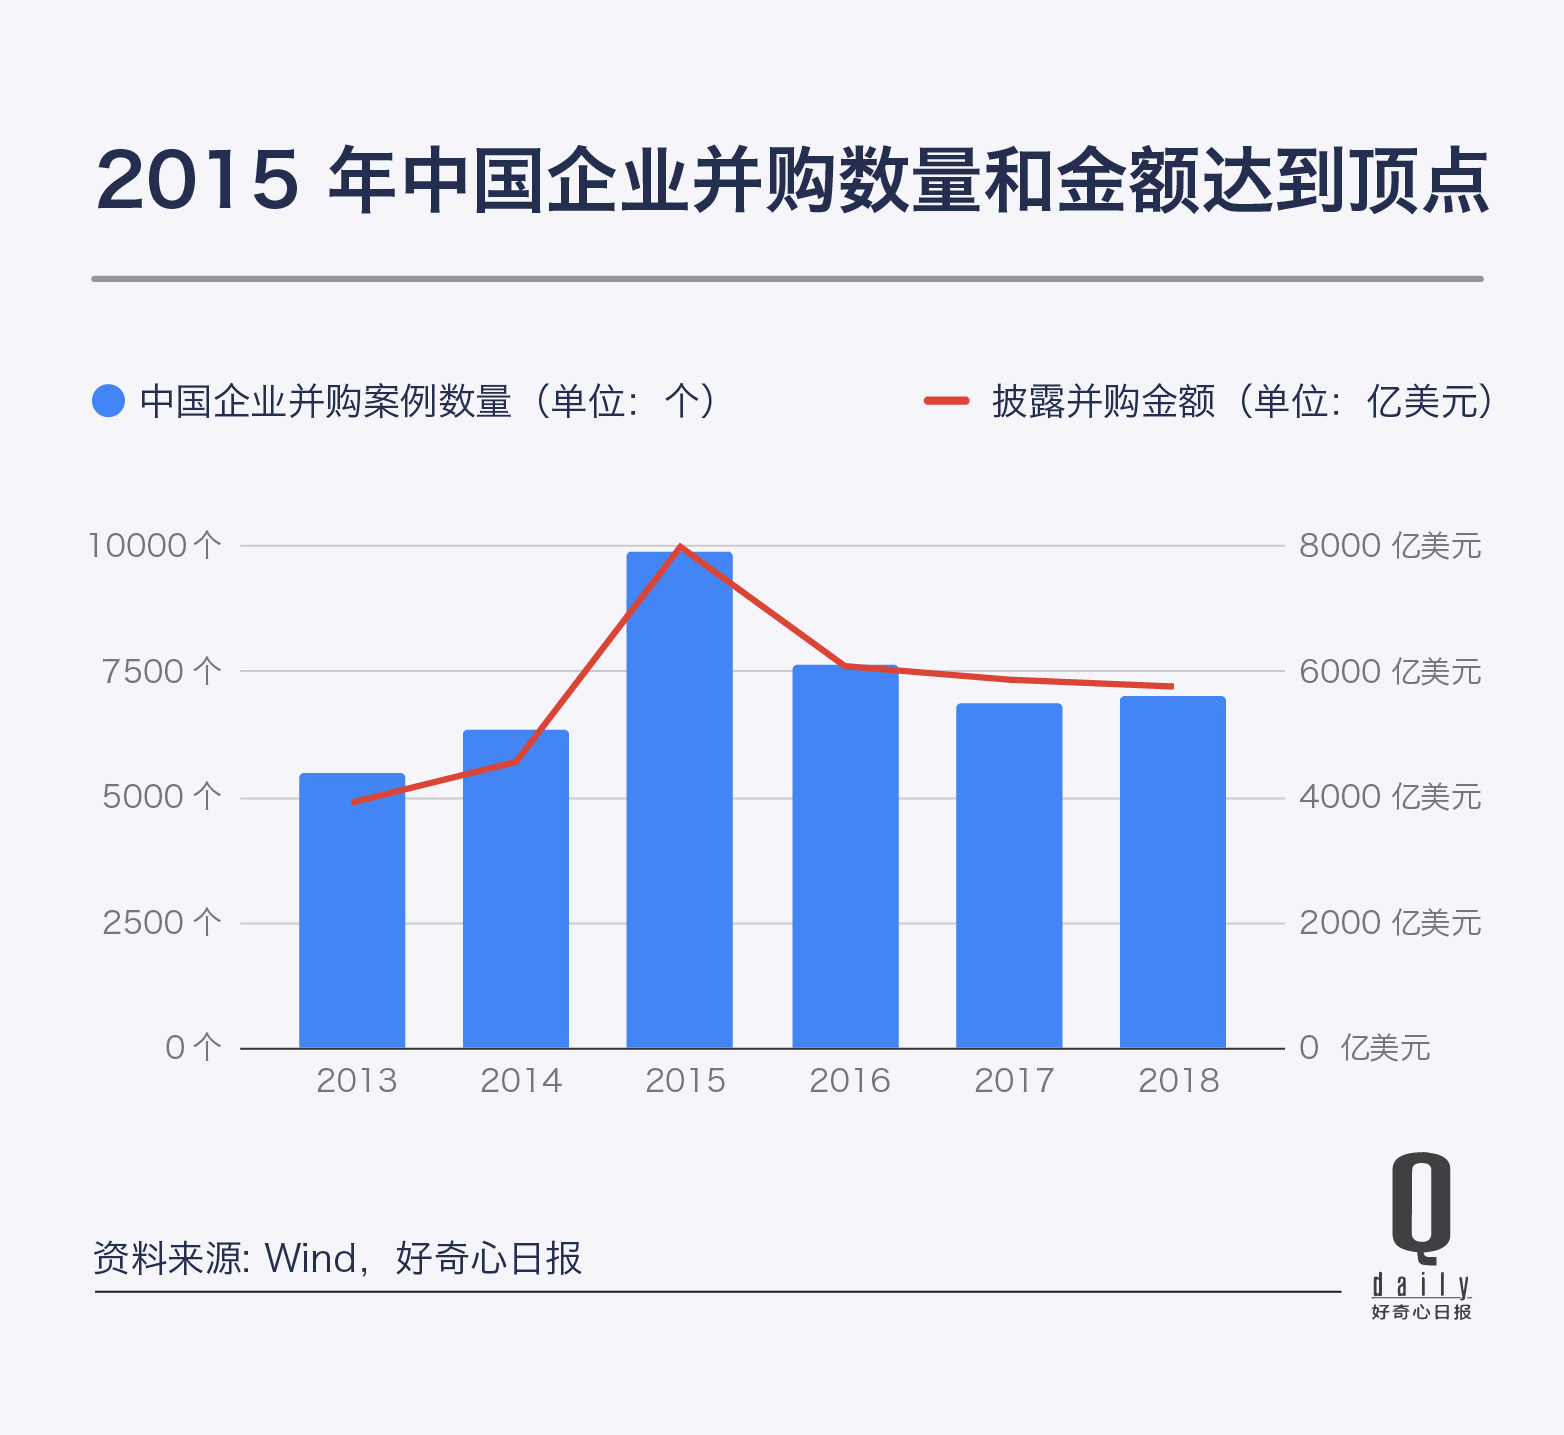 2015 年中国企业并购数量和金额达到顶点
中国企业并购案例数量（单位：个） 披露并购金额（单位：亿美元）
10000 个 8000 亿美元
7500 个 6000 亿美元
5000 个 4000 亿美元
2500 个 2000 亿美元
0 个 0 亿美元
2013 2014 2015 2016 2017 2018
资料来源: Wind，好奇心日报
Q
daily
好奇心日报